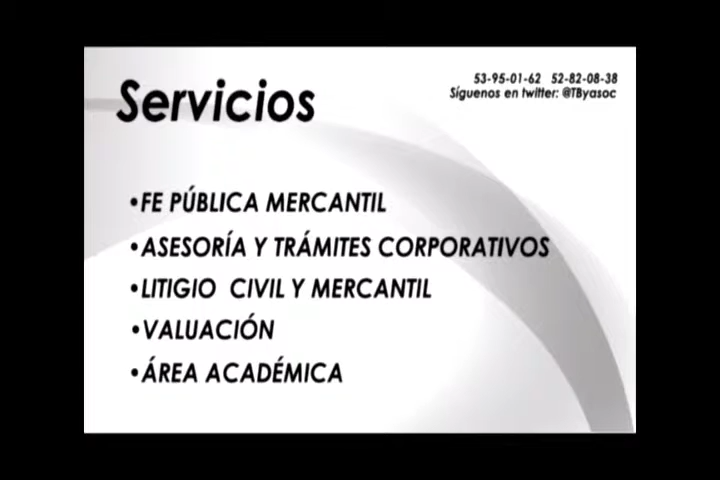 Servicios
53-95-01-62 52-82-08-38
Síguenos en twitter: @TByasoc
•FE PÚBLICA MERCANTIL
•ASESORÍA Y TRÁMITES CORPORATIVOS
•LITIGIO CIVIL Y MERCANTIL
•VALUACIÓN
•ÁREA ACADÉMICA